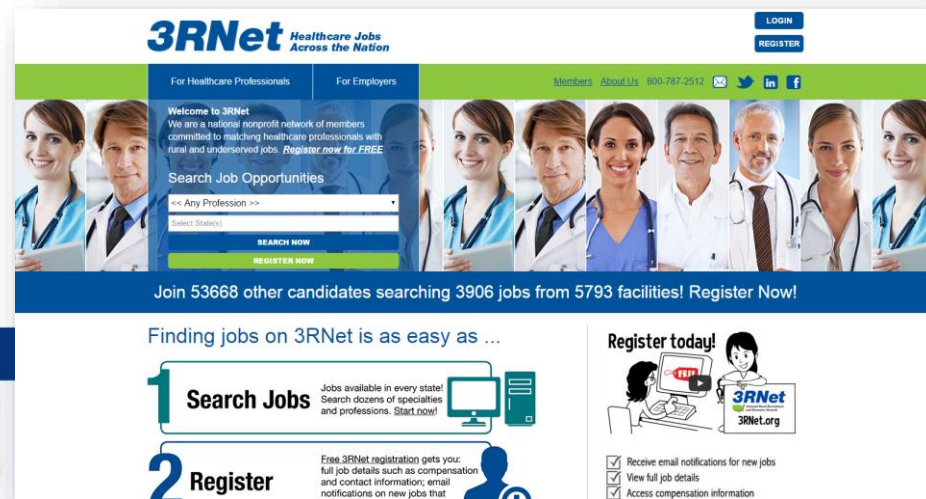 3RNet Healthcare Jobs
Across the Nation
LOGIN
REGISTER
For Healthcare Professionals
For Employers
Members About Us 800-787-2512
Welcome to 3RNet
We are a national nonprofit network of members
committed to matching healthcare professionals with
rural and underserved jobs. Register now for FREE
Search Job Opportunities
<< Any Profession >>
Select State(s)
SEARCH NOW
REGISTER NOW
Join 53668 other candidates searching 3906 jobs from 5793 facilities! Register Now!
Finding jobs on 3RNet is as easy as ...
1 Search Jobs
Jobs available in every state!
Search dozens of specialties
and professions. Start now!
2 Register
Free 3RNet registration gets you:
full job details such as compensation
and contact information; email
notifications on new jobs that
Register today!
FREE
3RNet
National Rural Recruitment
and Retention Network
3RNet.org
Receive email notifications for new jobs
View full job details
Access compensation information